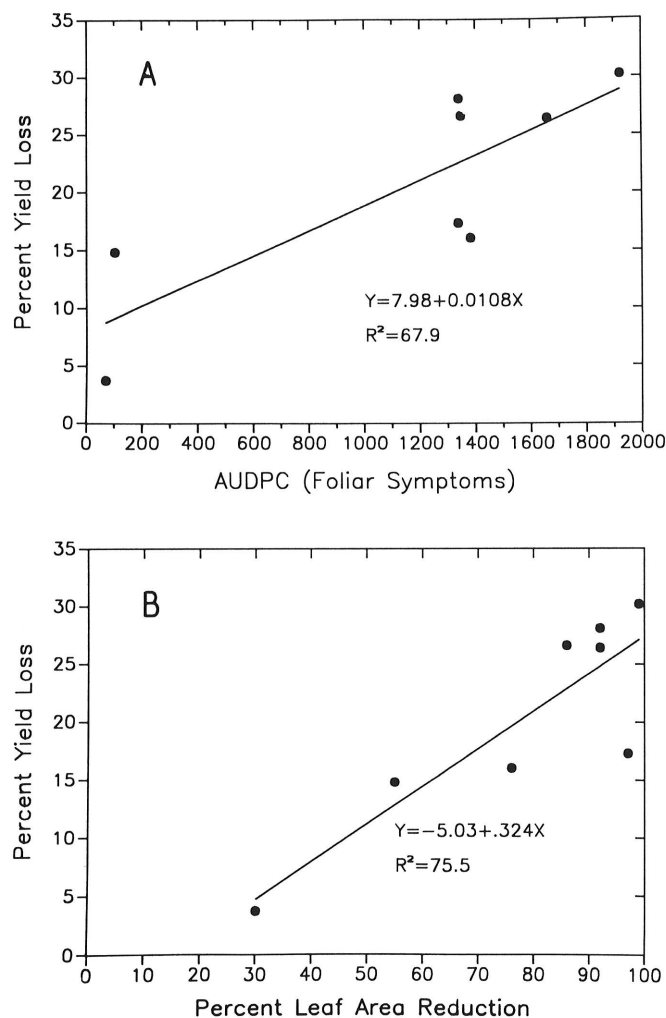 35
30
25
20
15
10
5
0
Percent Yield Loss
A
Y=7.98+0.0108X
R²=67.9
0 200 400 600 800 1000 1200 1400 1600 1800 2000
AUDPC (Foliar Symptoms)
35
30
25
20
15
10
5
0
Percent Yield Loss
B
Y=−5.03+.324X
R²=75.5
0 10 20 30 40 50 60 70 80 90 100
Percent Leaf Area Reduction